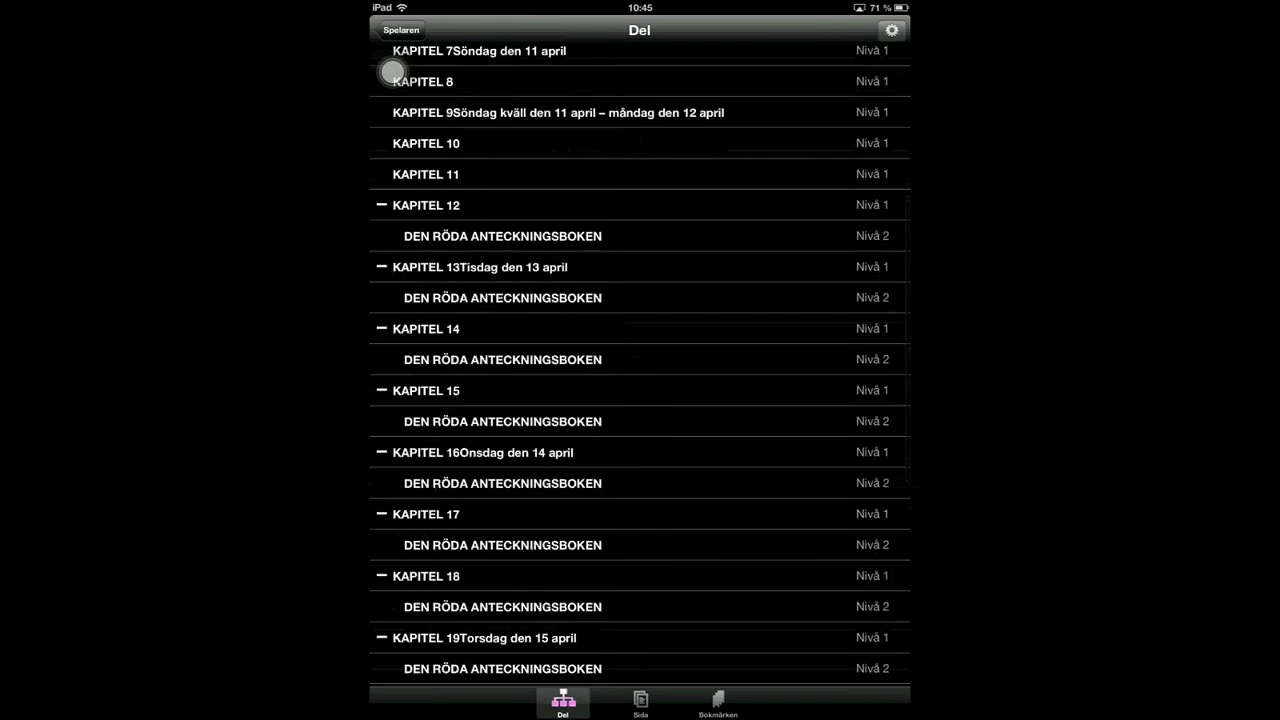 iPad 10:45 71 %
Spelaren Del
KAPITEL 7Söndag den 11 april Nivå 1
KAPITEL 8 Nivå 1
KAPITEL 9Söndag kväll den 11 april – måndag den 12 april Nivå 1
KAPITEL 10 Nivå 1
KAPITEL 11 Nivå 1
KAPITEL 12 Nivå 1
DEN RÖDA ANTECKNINGSBOKEN Nivå 2
KAPITEL 13Tisdag den 13 april Nivå 1
DEN RÖDA ANTECKNINGSBOKEN Nivå 2
KAPITEL 14 Nivå 1
DEN RÖDA ANTECKNINGSBOKEN Nivå 2
KAPITEL 15 Nivå 1
DEN RÖDA ANTECKNINGSBOKEN Nivå 2
KAPITEL 16Onsdag den 14 april Nivå 1
DEN RÖDA ANTECKNINGSBOKEN Nivå 2
KAPITEL 17 Nivå 1
DEN RÖDA ANTECKNINGSBOKEN Nivå 2
KAPITEL 18 Nivå 1
DEN RÖDA ANTECKNINGSBOKEN Nivå 2
KAPITEL 19Torsdag den 15 april Nivå 1
DEN RÖDA ANTECKNINGSBOKEN Nivå 2
Del Sida Bokmärken